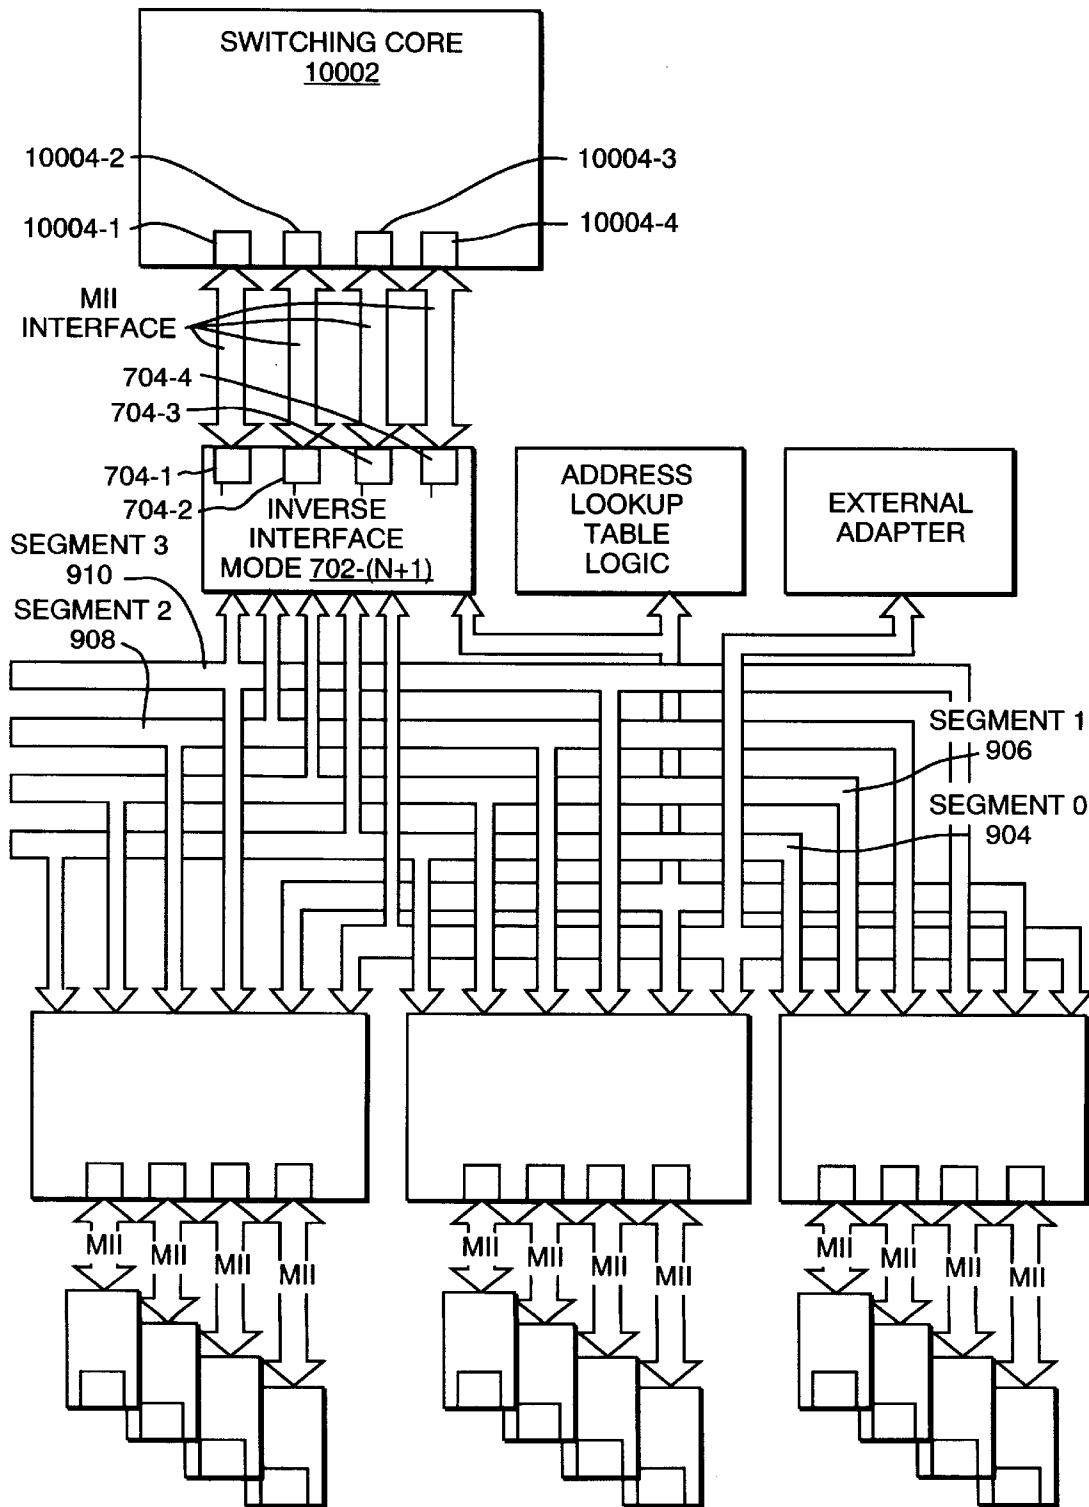 SWITCHING CORE
10002
10004-2
10004-3
10004-1
10004-4
MII
INTERFACE
704-4
704-3
704-1
704-2
INVERSE
INTERFACE
MODE 702-(N+1)
ADDRESS
LOOKUP
TABLE
LOGIC
EXTERNAL
ADAPTER
SEGMENT 3
910
SEGMENT 2
908
SEGMENT 1
906
SEGMENT 0
904
MII
MII
MII
MII
MII
MII
MII
MII
MII
MII
MII
MII